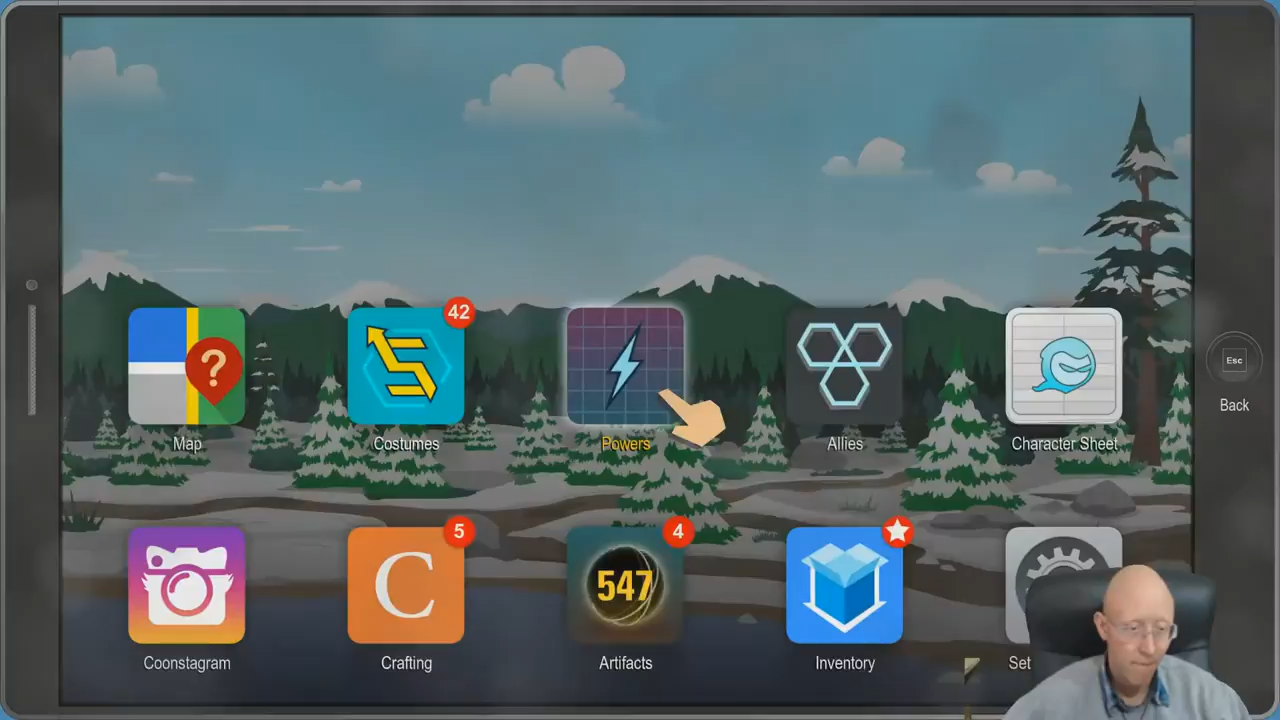 42
Map
Costumes
Powers
Allies
Character Sheet
Esc
Back
5
4
C
547
Coonstagram
Crafting
Artifacts
Inventory
Set